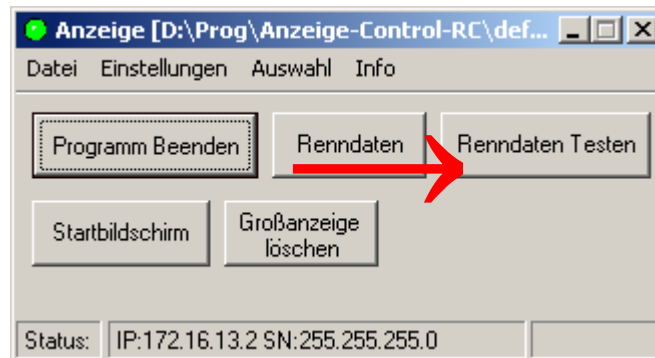 Anzeige [D:\Prog\Anzeige-Control-RC\def...
Datei Einstellungen Auswahl Info
Programm Beenden Renndaten Renndaten Testen
Startbildschirm Großanzeige
löschen
Status: IP:172.16.13.2 SN:255.255.255.0